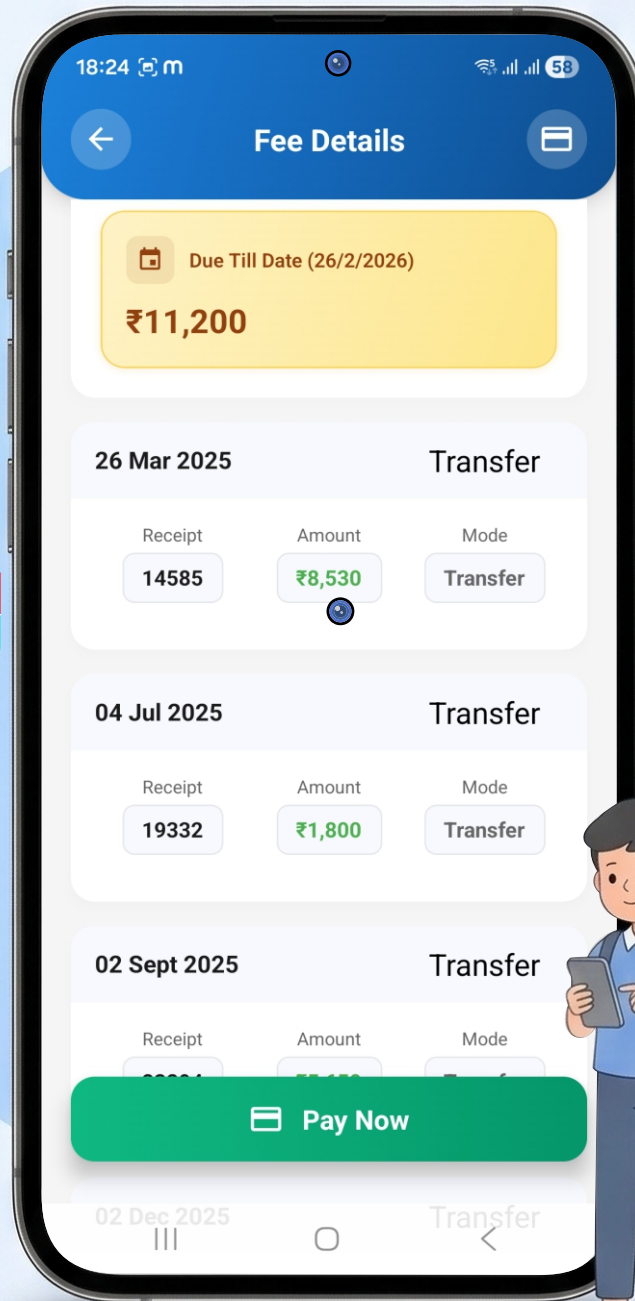 18:24 m 58
Fee Details
Due Till Date (26/2/2026)
₹11,200
26 Mar 2025 Transfer
Receipt Amount Mode
14585 ₹8,530 Transfer
04 Jul 2025 Transfer
Receipt Amount Mode
19332 ₹1,800 Transfer
02 Sept 2025 Transfer
Receipt Amount Mode
Pay Now
02 Dec 2025 Transfer